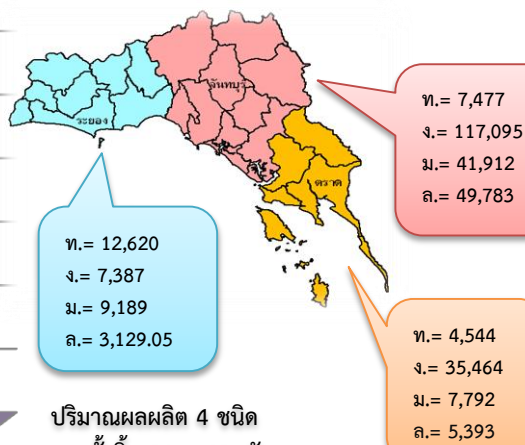 จันทบุรี
ระยอง
ตราด
ท.= 7,477
ง.= 117,095
ม.= 41,912
ล.= 49,783
ท.= 12,620
ง.= 7,387
ม.= 9,189
ล.= 3,129.05
ท.= 4,544
ง.= 35,464
ม.= 7,792
ล.= 5,393
ปริมาณผลผลิต 4 ชนิด